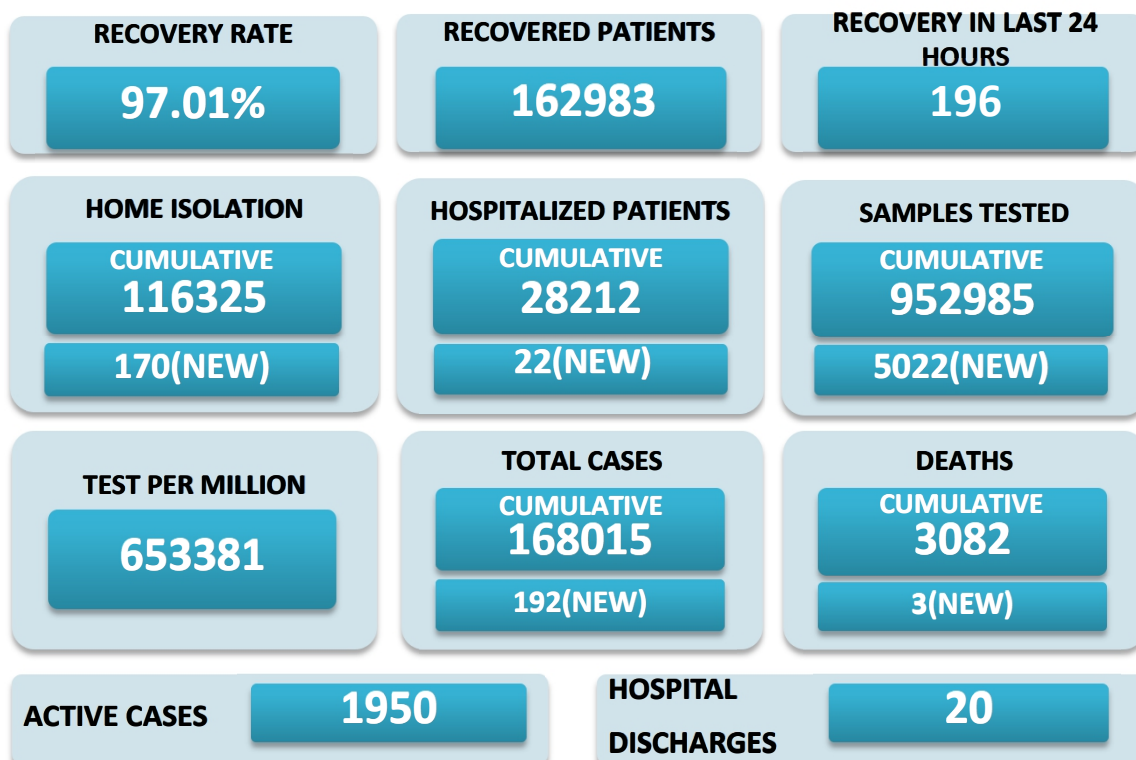 RECOVERY RATE
97.01%
RECOVERED PATIENTS
162983
RECOVERY IN LAST 24
HOURS
196
HOME ISOLATION
CUMULATIVE
116325
170(NEW)
HOSPITALIZED PATIENTS
CUMULATIVE
28212
22(NEW)
SAMPLES TESTED
CUMULATIVE
952985
5022(NEW)
TEST PER MILLION
653381
TOTAL CASES
CUMULATIVE
168015
192(NEW)
DEATHS
CUMULATIVE
3082
3(NEW)
ACTIVE CASES
1950
HOSPITAL
DISCHARGES
20